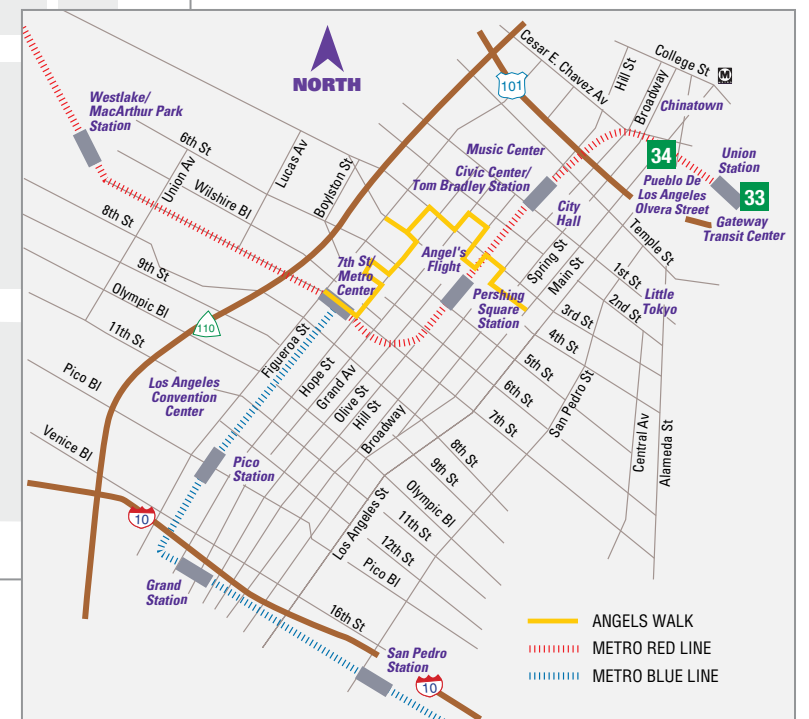 NORTH
Westlake/
MacArthur Park
Station
6th St
Union Av
Lucas Av
Boylston St
Wilshire Bl
8th St
9th St
Olympic Bl
11th St
Pico Bl
Venice Bl
110
101
Cesar E. Chavez Av
Hill St
Broadway
College St
M
Chinatown
Music Center
Civic Center/
Tom Bradley Station
34
Union
Station
33
Pueblo De
Los Angeles
Olvera Street
Gateway
Transit Center
City
Hall
Temple St
7th St/
Metro
Center
Angel's
Flight
Pershing
Square
Station
Spring St
Main St
1st St
2nd St
Little
Tokyo
3rd St
4th St
5th St
6th St
7th St
San Pedro St
Central Av
Alameda St
Figueroa St
Hope St
Grand Av
Olive St
Hill St
Broadway
Los Angeles
Convention
Center
Pico
Station
8th St
9th St
Olympic Bl
11th St
12th St
Pico Bl
Los Angeles St
10
Grand
Station
16th St
San Pedro
Station
10
ANGELS WALK
METRO RED LINE
METRO BLUE LINE